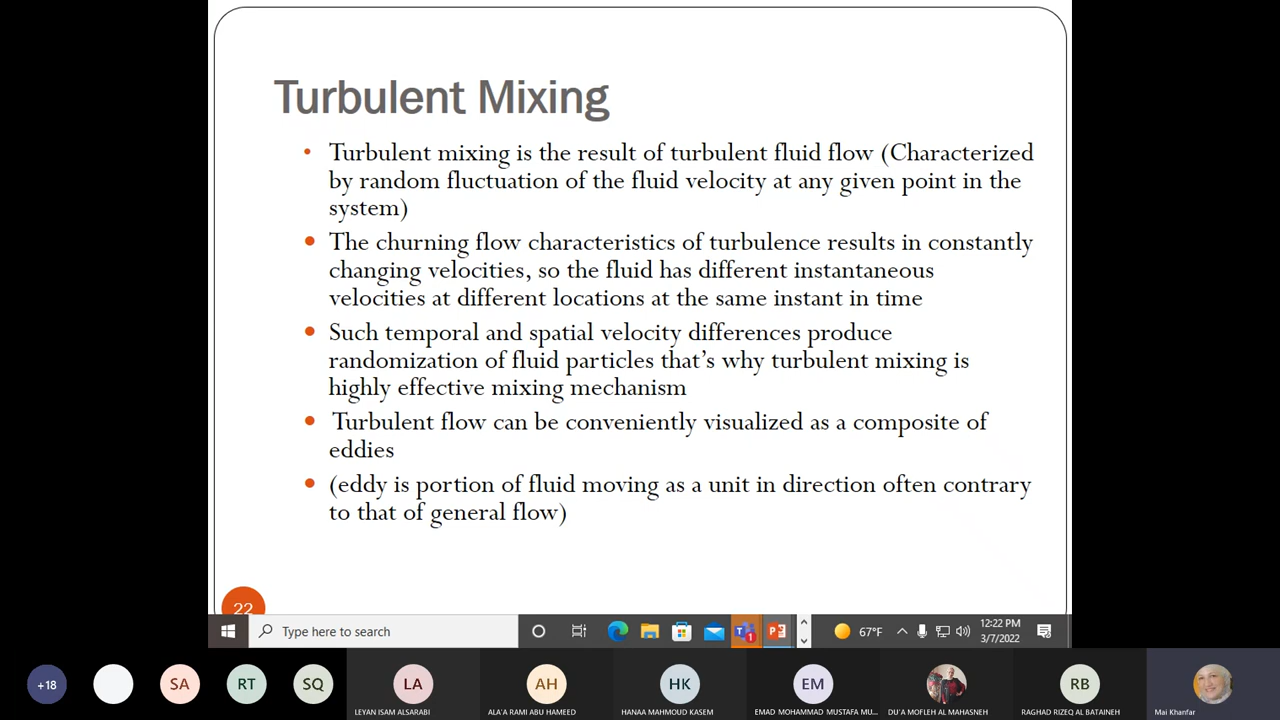 Turbulent Mixing
• Turbulent mixing is the result of turbulent fluid flow (Characterized
by random fluctuation of the fluid velocity at any given point in the
system)
• The churning flow characteristics of turbulence results in constantly
changing velocities, so the fluid has different instantaneous
velocities at different locations at the same instant in time
• Such temporal and spatial velocity differences produce
randomization of fluid particles that's why turbulent mixing is
highly effective mixing mechanism
• Turbulent flow can be conveniently visualized as a composite of
eddies
• (eddy is portion of fluid moving as a unit in direction often contrary
to that of general flow)
22
Type here to search
1
67°F
12:22 PM
3/7/2022
+18
SA
RT
SQ
LA
AH
HK
EM
RB
LEYAN ISAM ALSARABI
ALA'A RAMI ABU HAMEED
HANAA MAHMOUD KASEM
EMAD MOHAMMAD MUSTAFA MU...
DU'A MOFLEH AL MAHASNEH
RAGHAD RIZEQ AL BATAINEH
Mai Khanfar